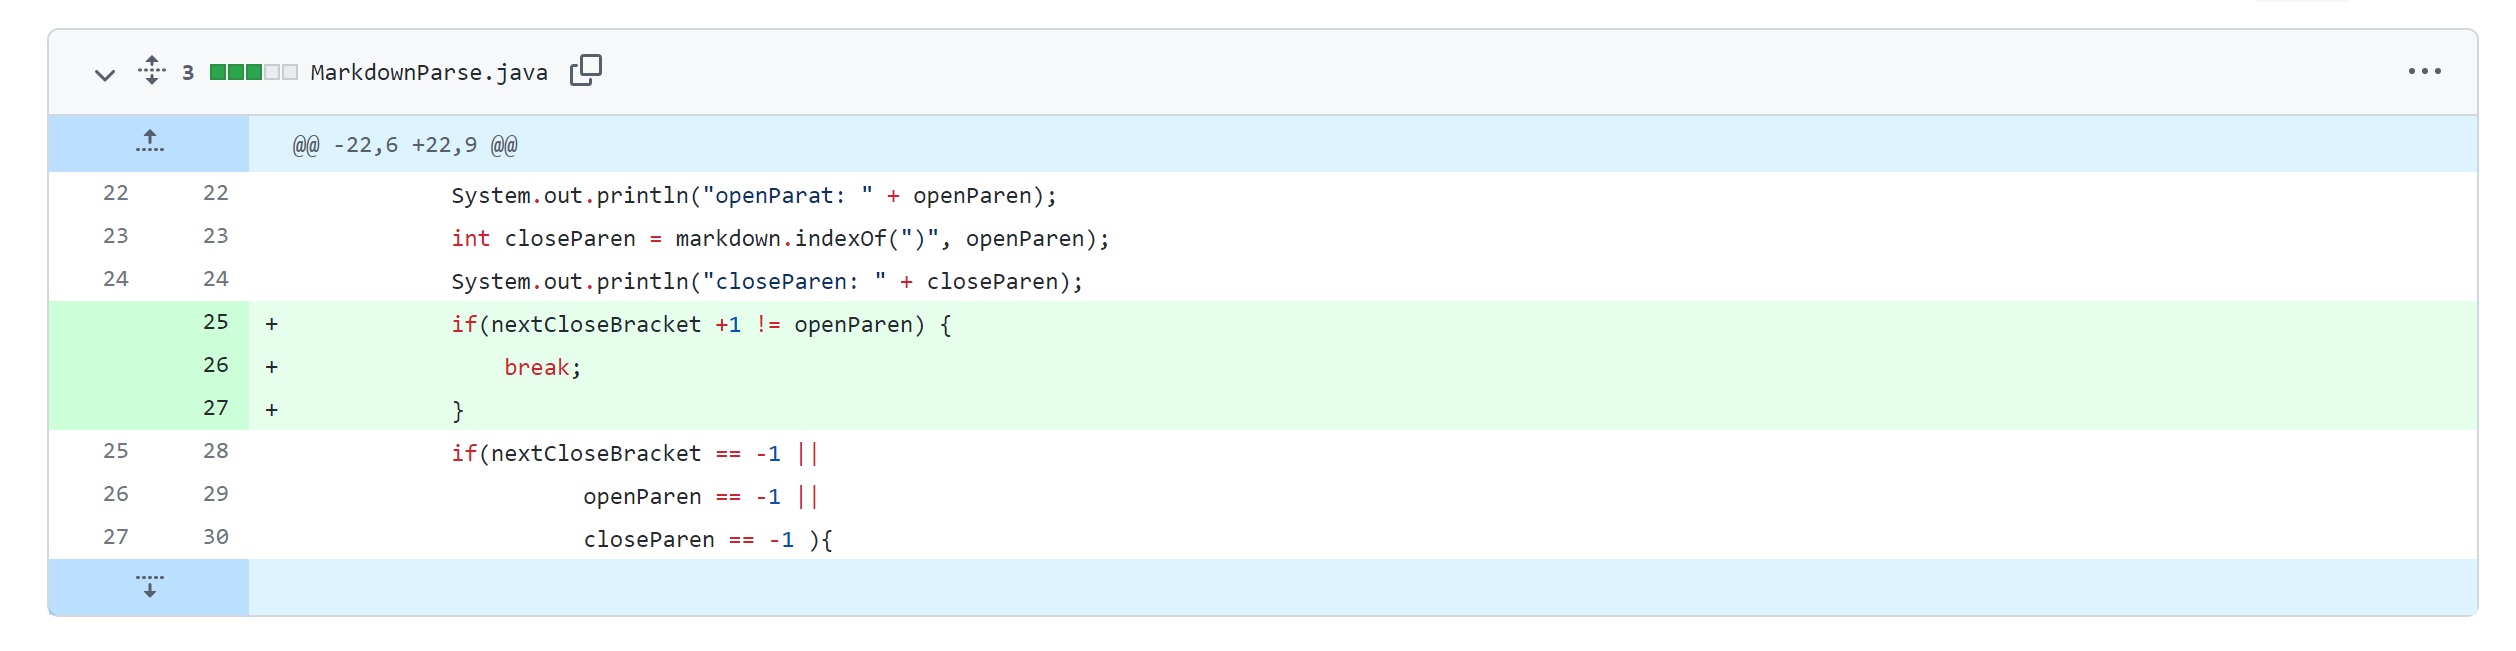 3 MarkdownParse.java
@@ -22,6 +22,9 @@
22 22 System.out.println("openParat: " + openParen);
23 23 int closeParen = markdown.indexOf(")", openParen);
24 24 System.out.println("closeParen: " + closeParen);
25 + if(nextCloseBracket +1 != openParen) {
26 + break;
27 + }
25 28 if(nextCloseBracket == -1 ||
26 29 openParen == -1 ||
27 30 closeParen == -1 ){